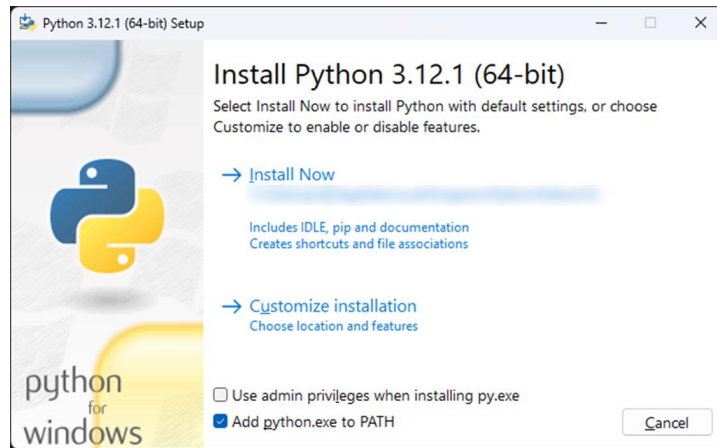 Python 3.12.1 (64-bit) Setup
Install Python 3.12.1 (64-bit)
Select Install Now to install Python with default settings, or choose
Customize to enable or disable features.
Install Now
Includes IDLE, pip and documentation
Creates shortcuts and file associations
Customize installation
Choose location and features
Use admin privileges when installing py.exe
Add python.exe to PATH
Cancel
python
for
windows